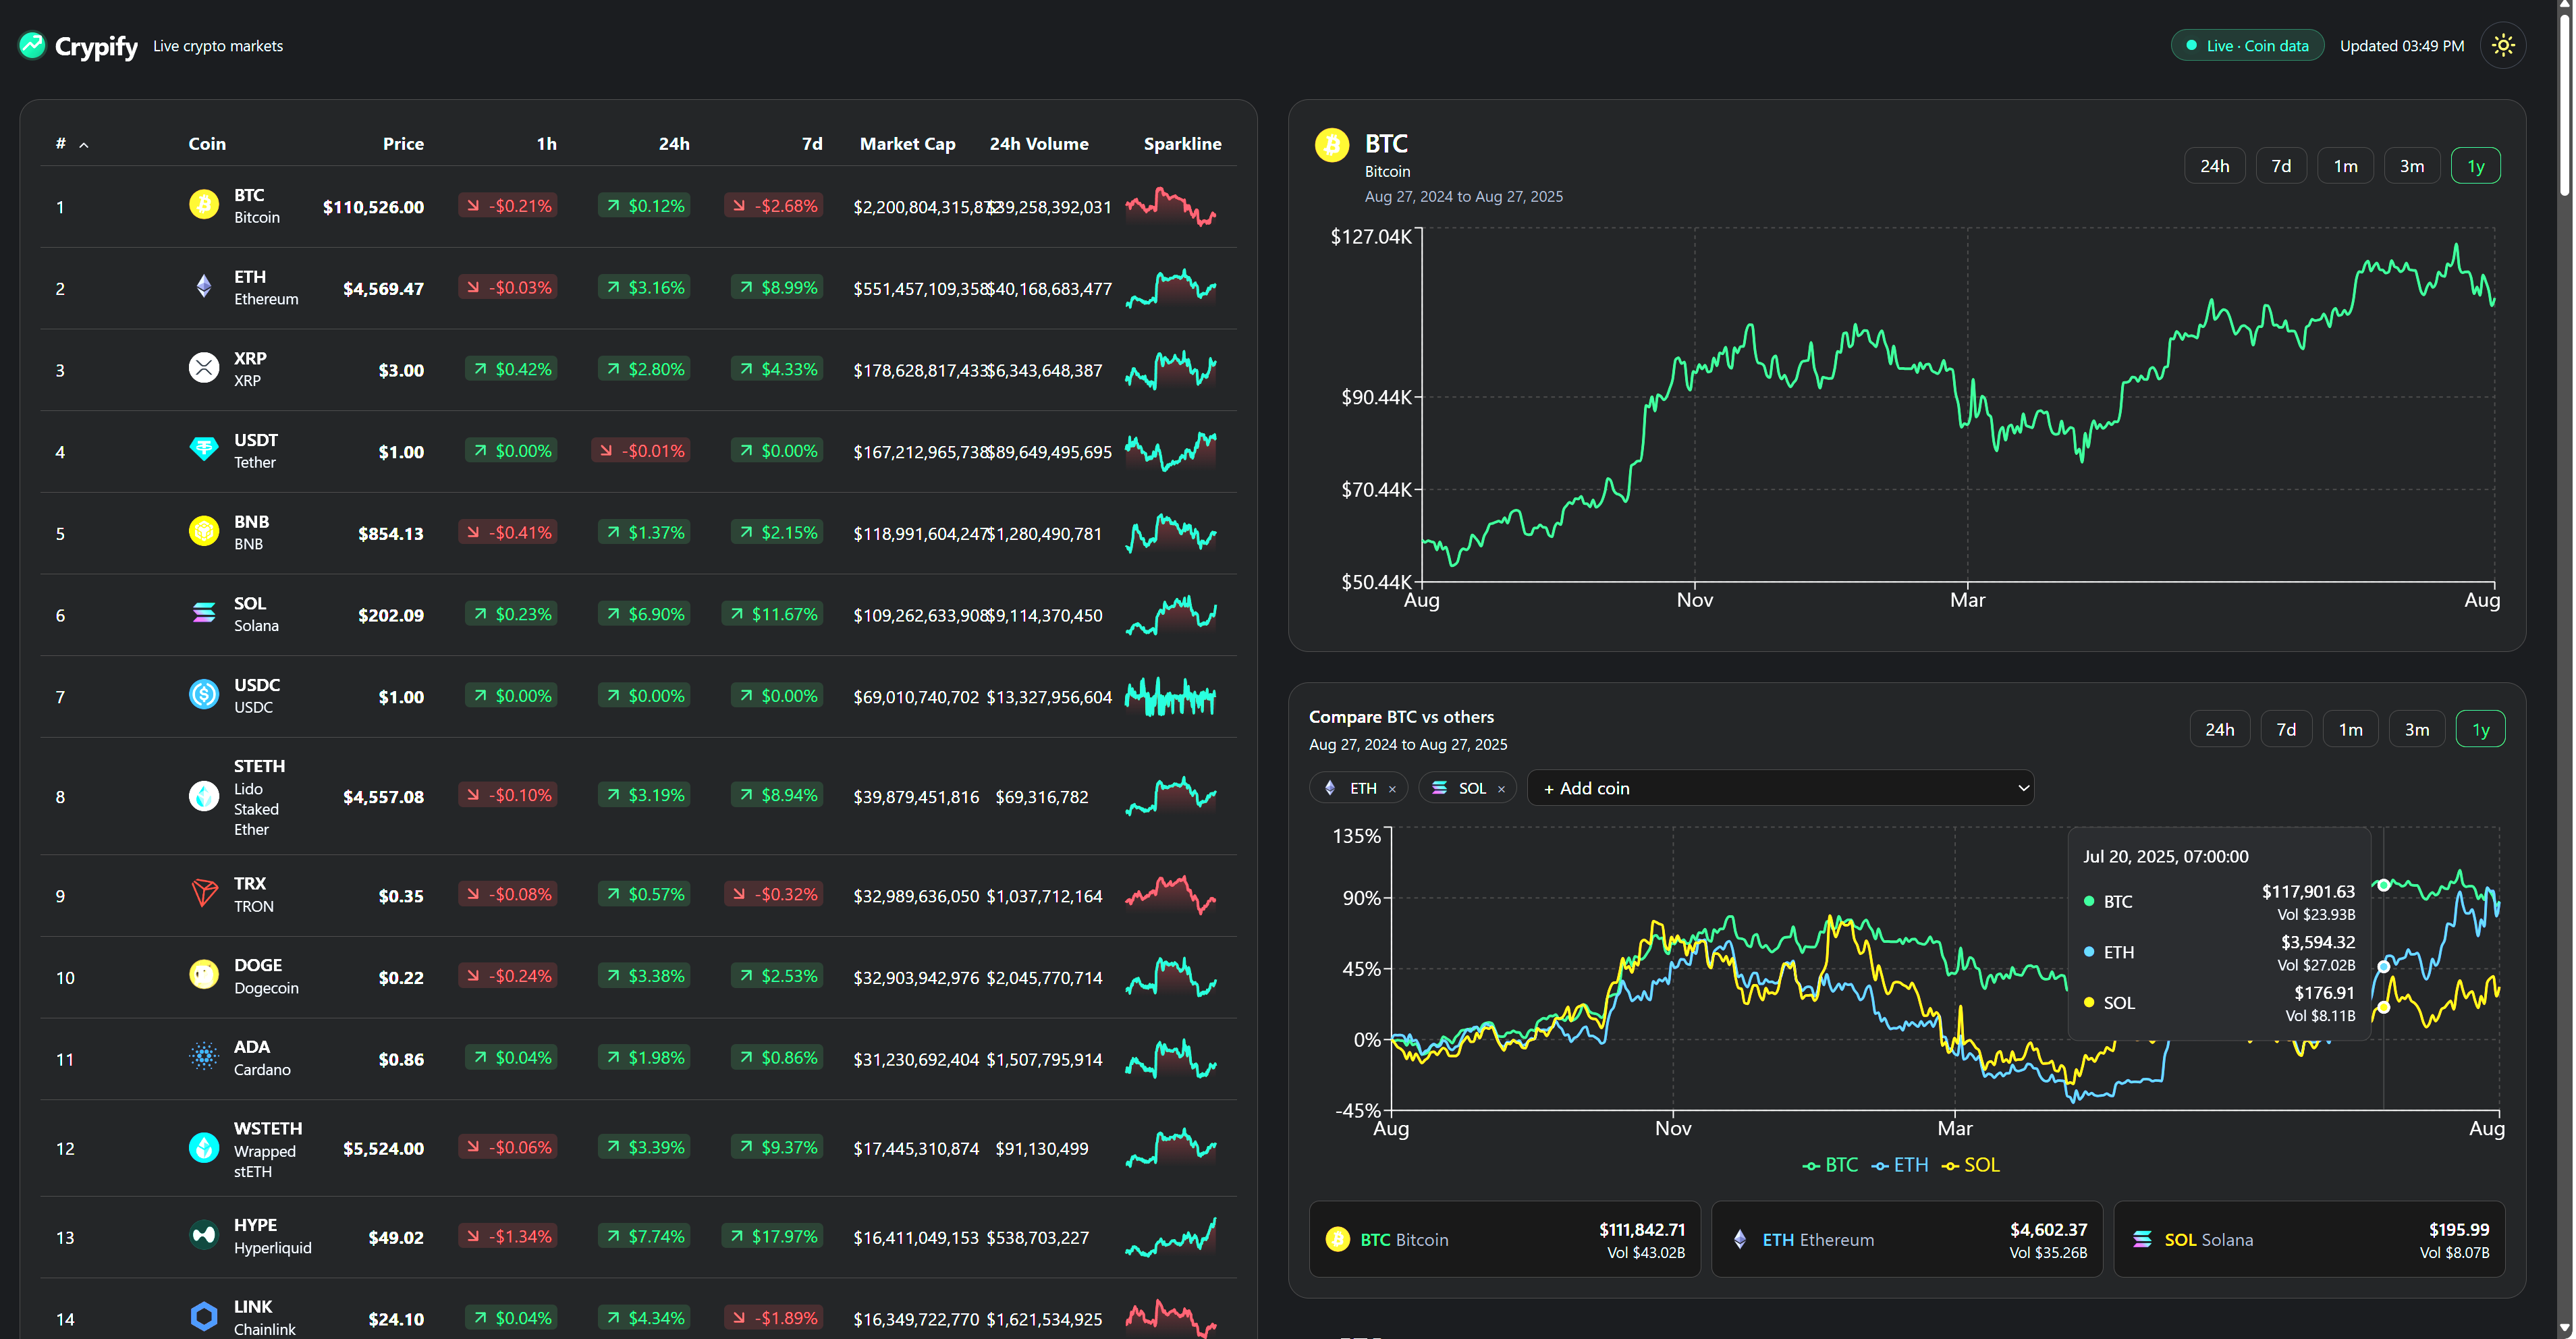 Crypify Live crypto markets
Live · Coin data Updated 03:49 PM
# Coin Price 1h 24h 7d Market Cap 24h Volume Sparkline
1 BTC Bitcoin $110,526.00 -$0.21% $0.12% -$2.68% $2,200,804,315,872 $39,258,392,031
2 ETH Ethereum $4,569.47 -$0.03% $3.16% $8.99% $551,457,109,358 $40,168,683,477
3 XRP XRP $3.00 $0.42% $2.80% $4.33% $178,628,817,433 $6,343,648,387
4 USDT Tether $1.00 $0.00% -$0.01% $0.00% $167,212,965,738 $89,649,495,695
5 BNB BNB $854.13 -$0.41% $1.37% $2.15% $118,991,604,247 $1,280,490,781
6 SOL Solana $202.09 $0.23% $6.90% $11.67% $109,262,633,908 $9,114,370,450
7 USDC USDC $1.00 $0.00% $0.00% $0.00% $69,010,740,702 $13,327,956,604
8 STETH Lido Staked Ether $4,557.08 -$0.10% $3.19% $8.94% $39,879,451,816 $69,316,782
9 TRX TRON $0.35 -$0.08% $0.57% -$0.32% $32,989,636,050 $1,037,712,164
10 DOGE Dogecoin $0.22 -$0.24% $3.38% $2.53% $32,903,942,976 $2,045,770,714
11 ADA Cardano $0.86 $0.04% $1.98% $0.86% $31,230,692,404 $1,507,795,914
12 WSTETH Wrapped stETH $5,524.00 -$0.06% $3.39% $9.37% $17,445,310,874 $91,130,499
13 HYPE Hyperliquid $49.02 -$1.34% $7.74% $17.97% $16,411,049,153 $538,703,227
14 LINK Chainlink $24.10 $0.04% $4.34% -$1.89% $16,349,722,770 $1,621,534,925
BTC
Bitcoin
Aug 27, 2024 to Aug 27, 2025
24h 7d 1m 3m 1y
$127.04K
$90.44K
$70.44K
$50.44K
Aug Nov Mar Aug
Compare BTC vs others
Aug 27, 2024 to Aug 27, 2025
24h 7d 1m 3m 1y
ETH × SOL × + Add coin
135%
90%
45%
0%
-45%
Aug Nov Mar Aug
Jul 20, 2025, 07:00:00
BTC $117,901.63
Vol $23.93B
ETH $3,594.32
Vol $27.02B
SOL $176.91
Vol $8.11B
BTC ETH SOL
BTC Bitcoin $111,842.71
Vol $43.02B
ETH Ethereum $4,602.37
Vol $35.26B
SOL Solana $195.99
Vol $8.07B